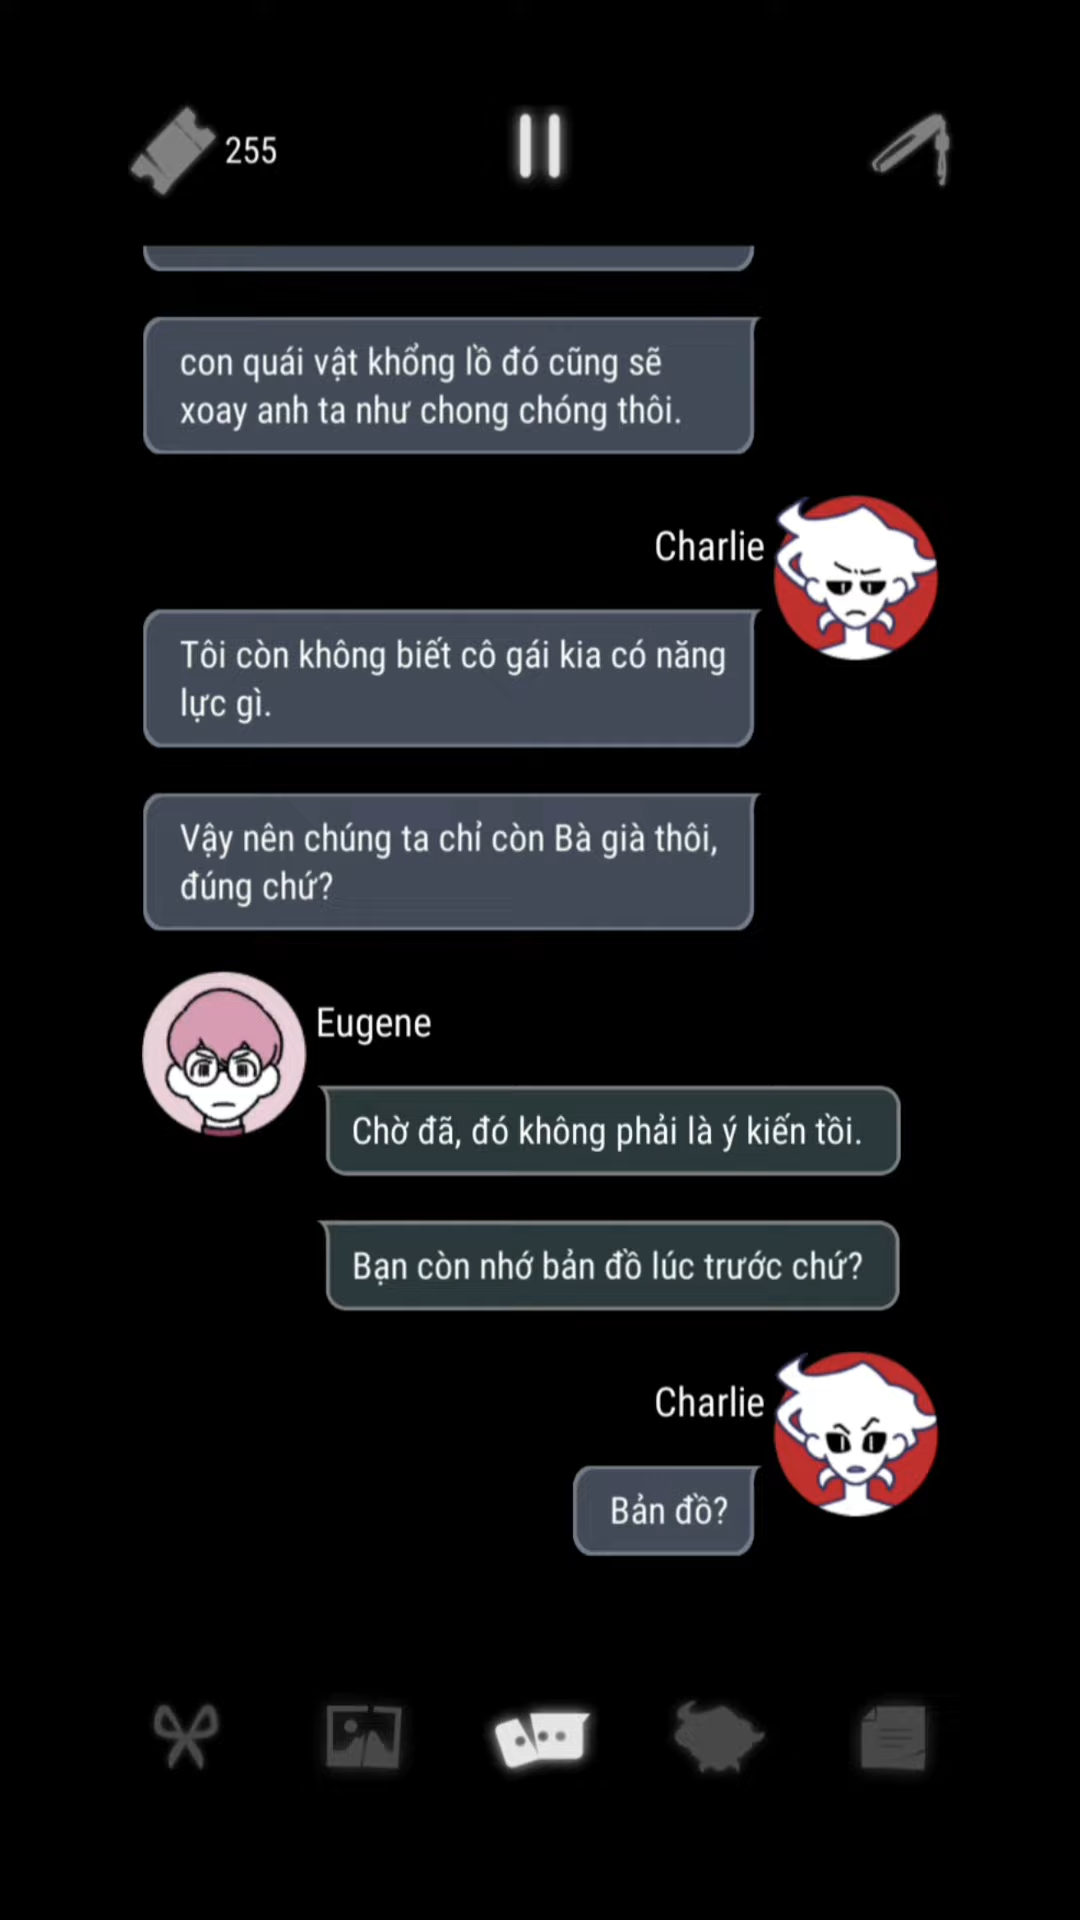 255
con quái vật khổng lồ đó cũng sẽ
xoay anh ta như chong chóng thôi.
Charlie
Tôi còn không biết cô gái kia có năng
lực gì.
Vậy nên chúng ta chỉ còn Bà già thôi,
đúng chứ?
Eugene
Chờ đã, đó không phải là ý kiến tồi.
Bạn còn nhớ bản đồ lúc trước chứ?
Charlie
Bản đồ?